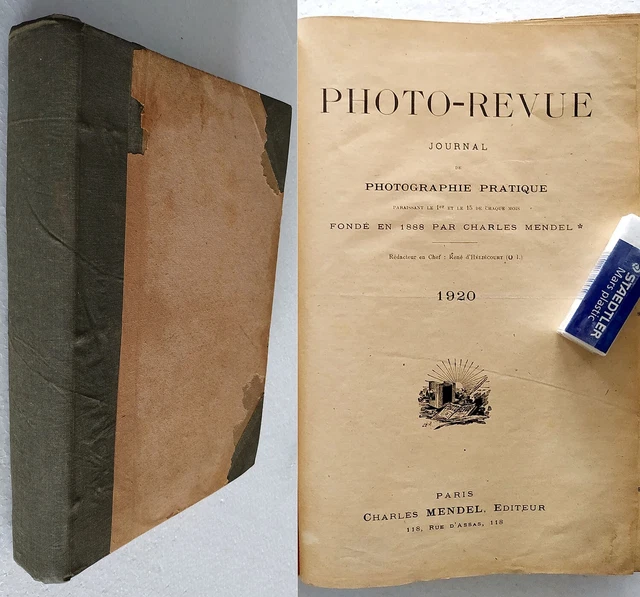 PHOTO-REVUE
JOURNAL
DE
PHOTOGRAPHIE PRATIQUE
PARAISSANT LE 1er ET LE 15 DE CHAQUE MOIS
FONDÉ EN 1888 PAR CHARLES MENDEL *
Rédacteur en Chef : René d'Héliécourt (O I.)
1920
PARIS
CHARLES MENDEL, EDITEUR
118, RUE D'ASSAS, 118
STAEDTLER
Mars plastic